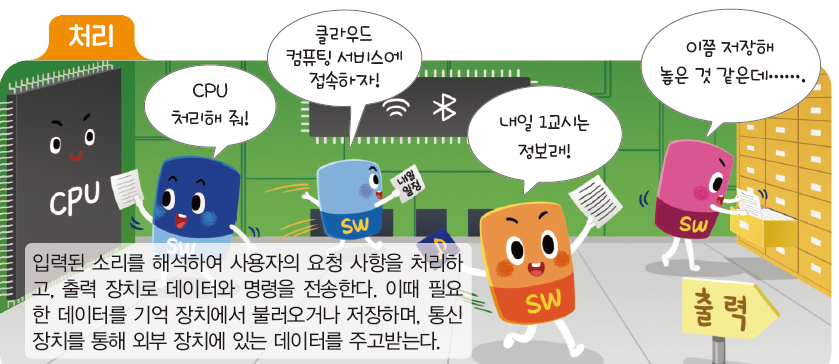 처리
클라우드
컴퓨팅 서비스에
접속하자!
이쯤 저장해
놓은 것 같은데…….
CPU
처리해 줘!
내일 1교시는
정보래!
CPU
내일
일정
SW
SW
SW
SW
D
출력
입력된 소리를 해석하여 사용자의 요청 사항을 처리하
고, 출력 장치로 데이터와 명령을 전송한다. 이때 필요
한 데이터를 기억 장치에서 불러오거나 저장하며, 통신
장치를 통해 외부 장치에 있는 데이터를 주고받는다.